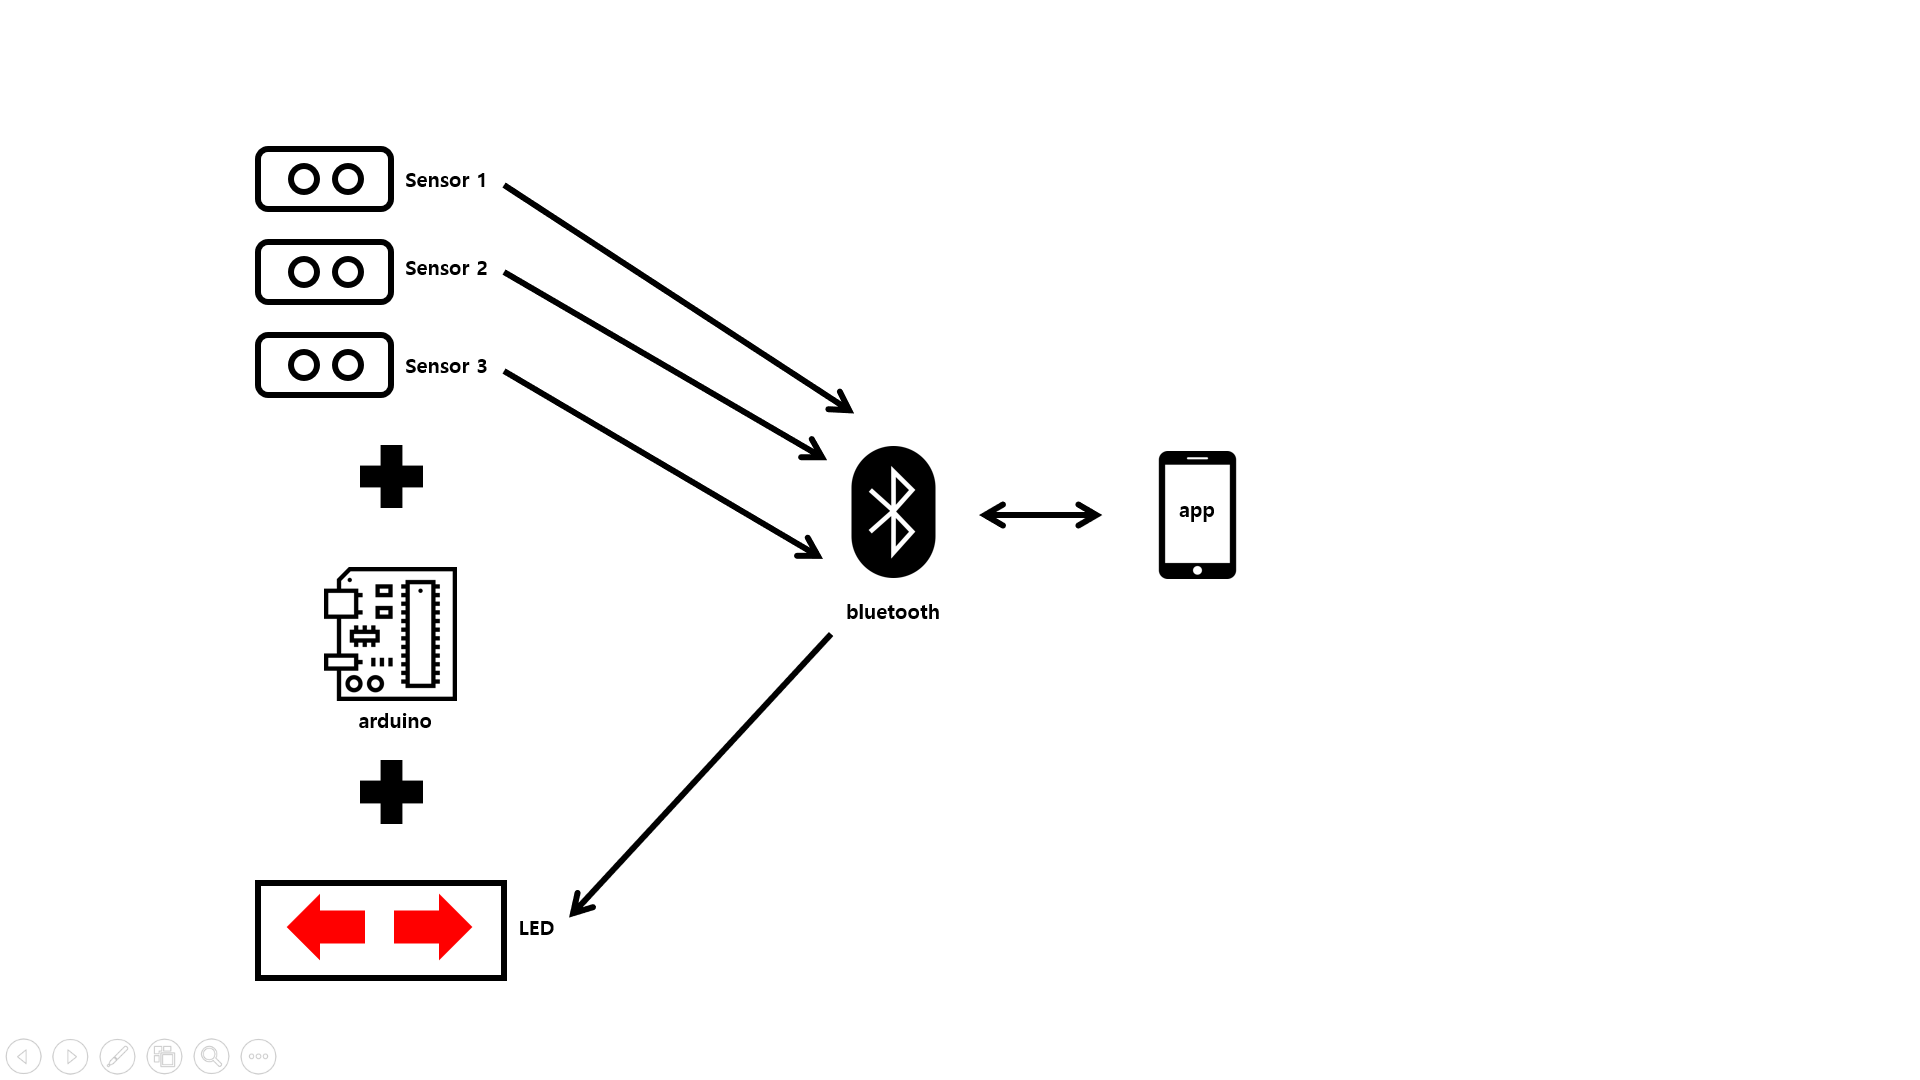 Sensor 1
Sensor 2
Sensor 3
app
bluetooth
arduino
LED